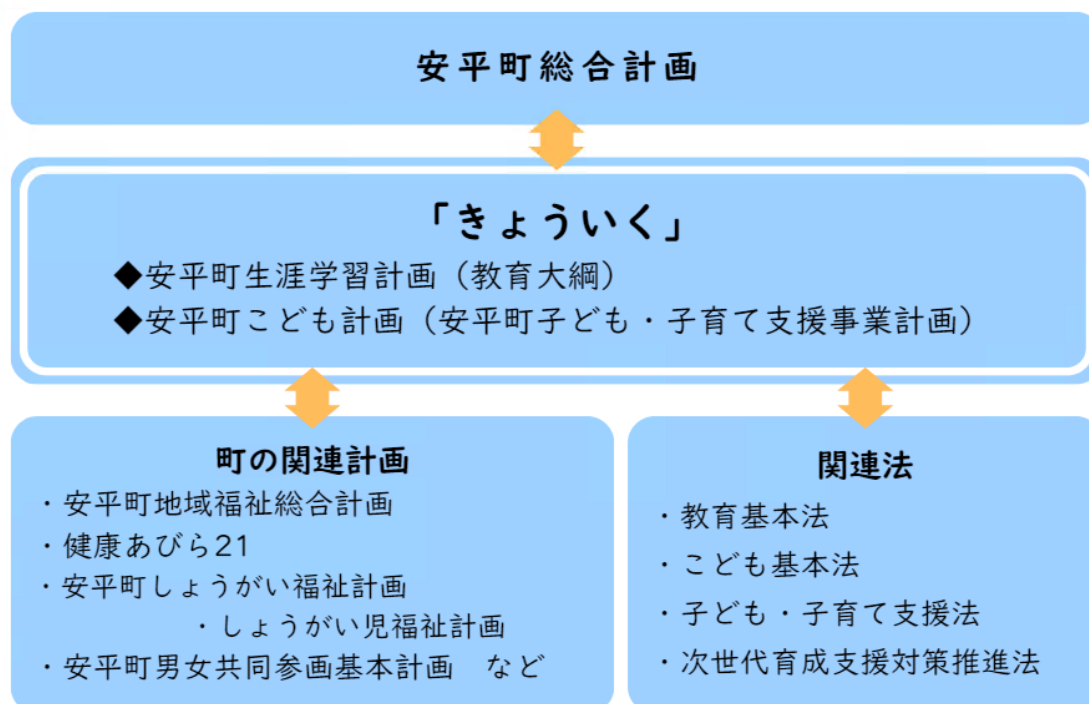 安平町総合計画
「きょういく」
◆安平町生涯学習計画（教育大綱）
◆安平町こども計画（安平町子ども・子育て支援事業計画）
町の関連計画
・安平町地域福祉総合計画
・健康あびら21
・安平町しょうがい福祉計画
・しょうがい児福祉計画
・安平町男女共同参画基本計画　など
関連法
・教育基本法
・こども基本法
・子ども・子育て支援法
・次世代育成支援対策推進法